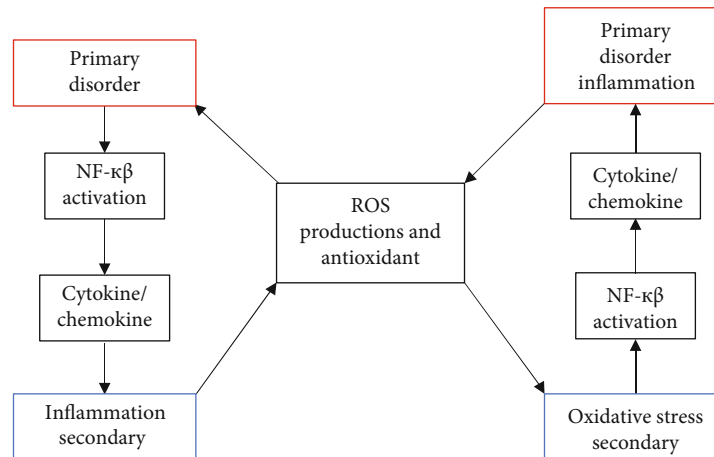 Primary
disorder
NF-κβ
activation
Cytokine/
chemokine
Inflammation
secondary
ROS
productions and
antioxidant
Primary
disorder
inflammation
Cytokine/
chemokine
NF-κβ
activation
Oxidative stress
secondary